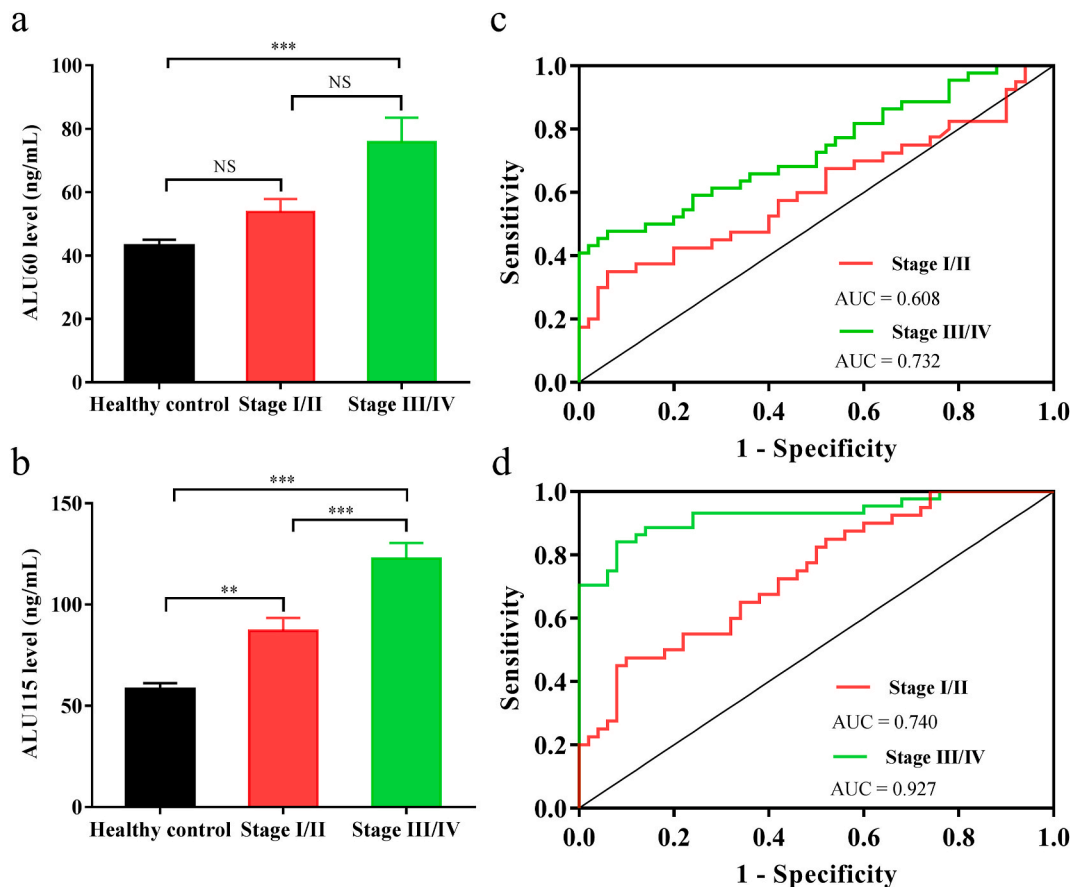 a
ALU60 level (ng/mL)
100
80
60
40
20
0
***
NS
NS
Healthy control Stage I/II Stage III/IV
c
Sensitivity
1.0
0.8
0.6
0.4
0.2
0.0
Stage I/II
AUC = 0.608
Stage III/IV
AUC = 0.732
0.0 0.2 0.4 0.6 0.8 1.0
1 - Specificity
b
ALU115 level (ng/mL)
150
100
50
0
***
***
**
Healthy control Stage I/II Stage III/IV
d
Sensitivity
1.0
0.8
0.6
0.4
0.2
0.0
Stage I/II
AUC = 0.740
Stage III/IV
AUC = 0.927
0.0 0.2 0.4 0.6 0.8 1.0
1 - Specificity